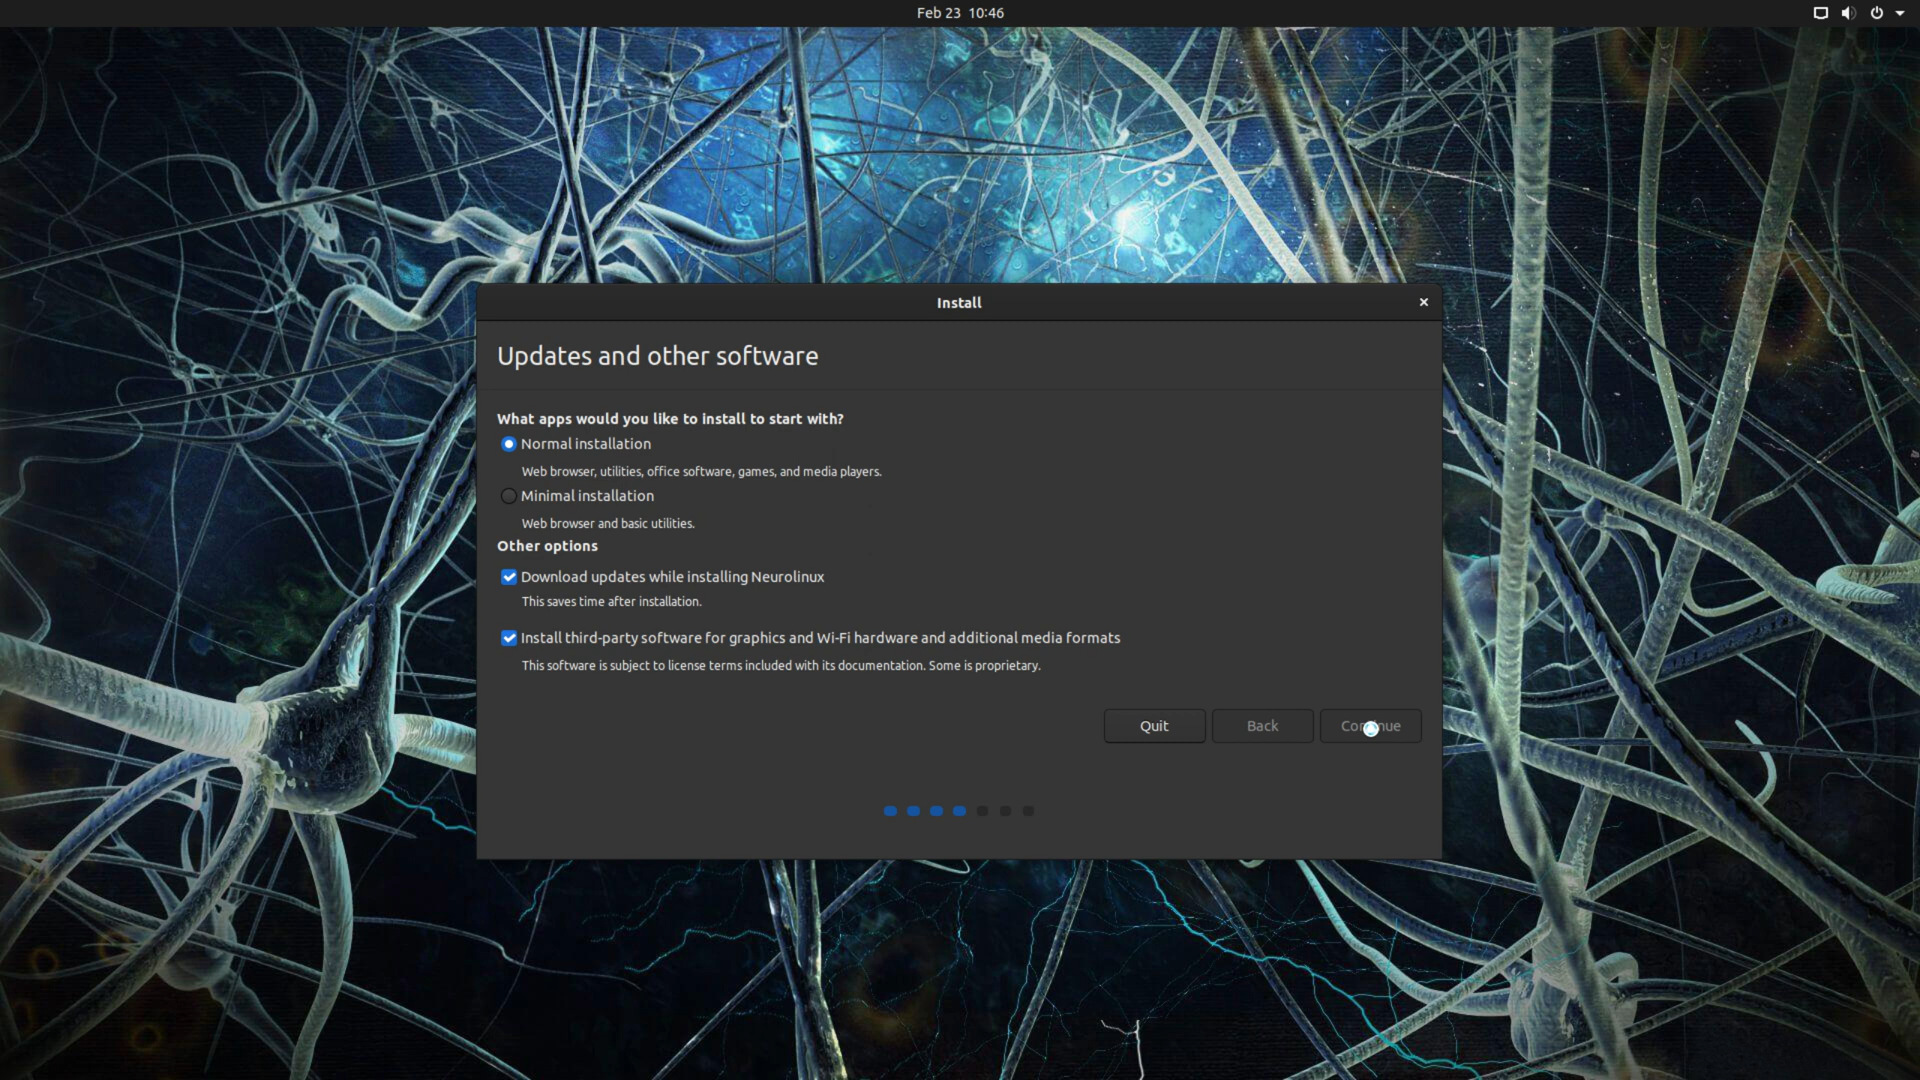 Feb 23 10:46
Install
Updates and other software
What apps would you like to install to start with?
Normal installation
Web browser, utilities, office software, games, and media players.
Minimal installation
Web browser and basic utilities.
Other options
Download updates while installing Neurolinux
This saves time after installation.
Install third-party software for graphics and Wi-Fi hardware and additional media formats
This software is subject to license terms included with its documentation. Some is proprietary.
Quit Back Continue